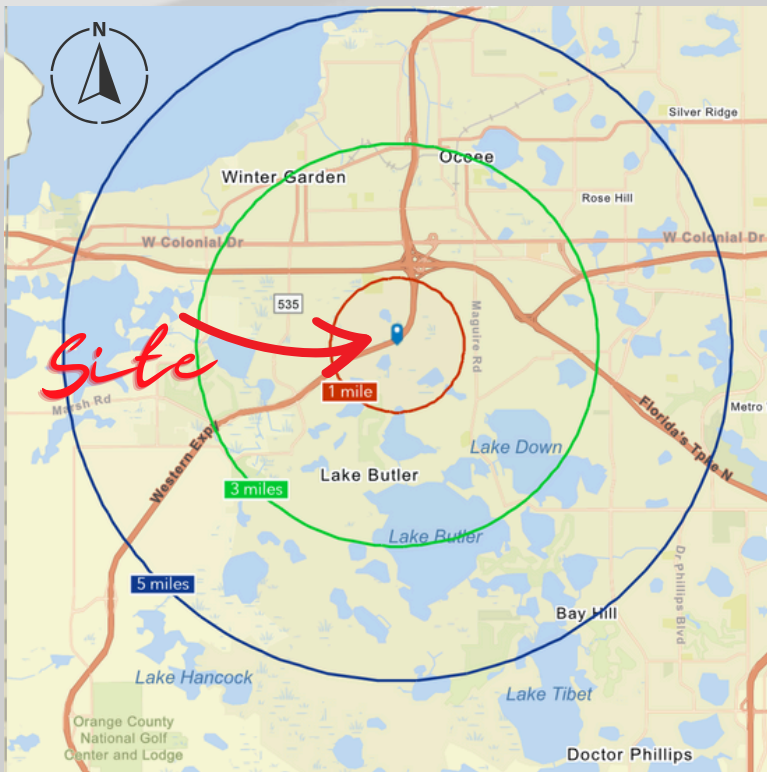 N
Silver Ridge
Ocoee
Winter Garden
Rose Hill
W Colonial Dr
W Colonial Dr
535
Maguire Rd
Site
1 mile
Marsh Rd
Metro
Florida's Tpke N
Western Expy
Lake Down
Lake Butler
3 miles
Lake Butler
5 miles
Dr Phillips Blvd
Bay Hill
Lake Hancock
Lake Tibet
Orange County
National Golf
Center and Lodge
Doctor Phillips